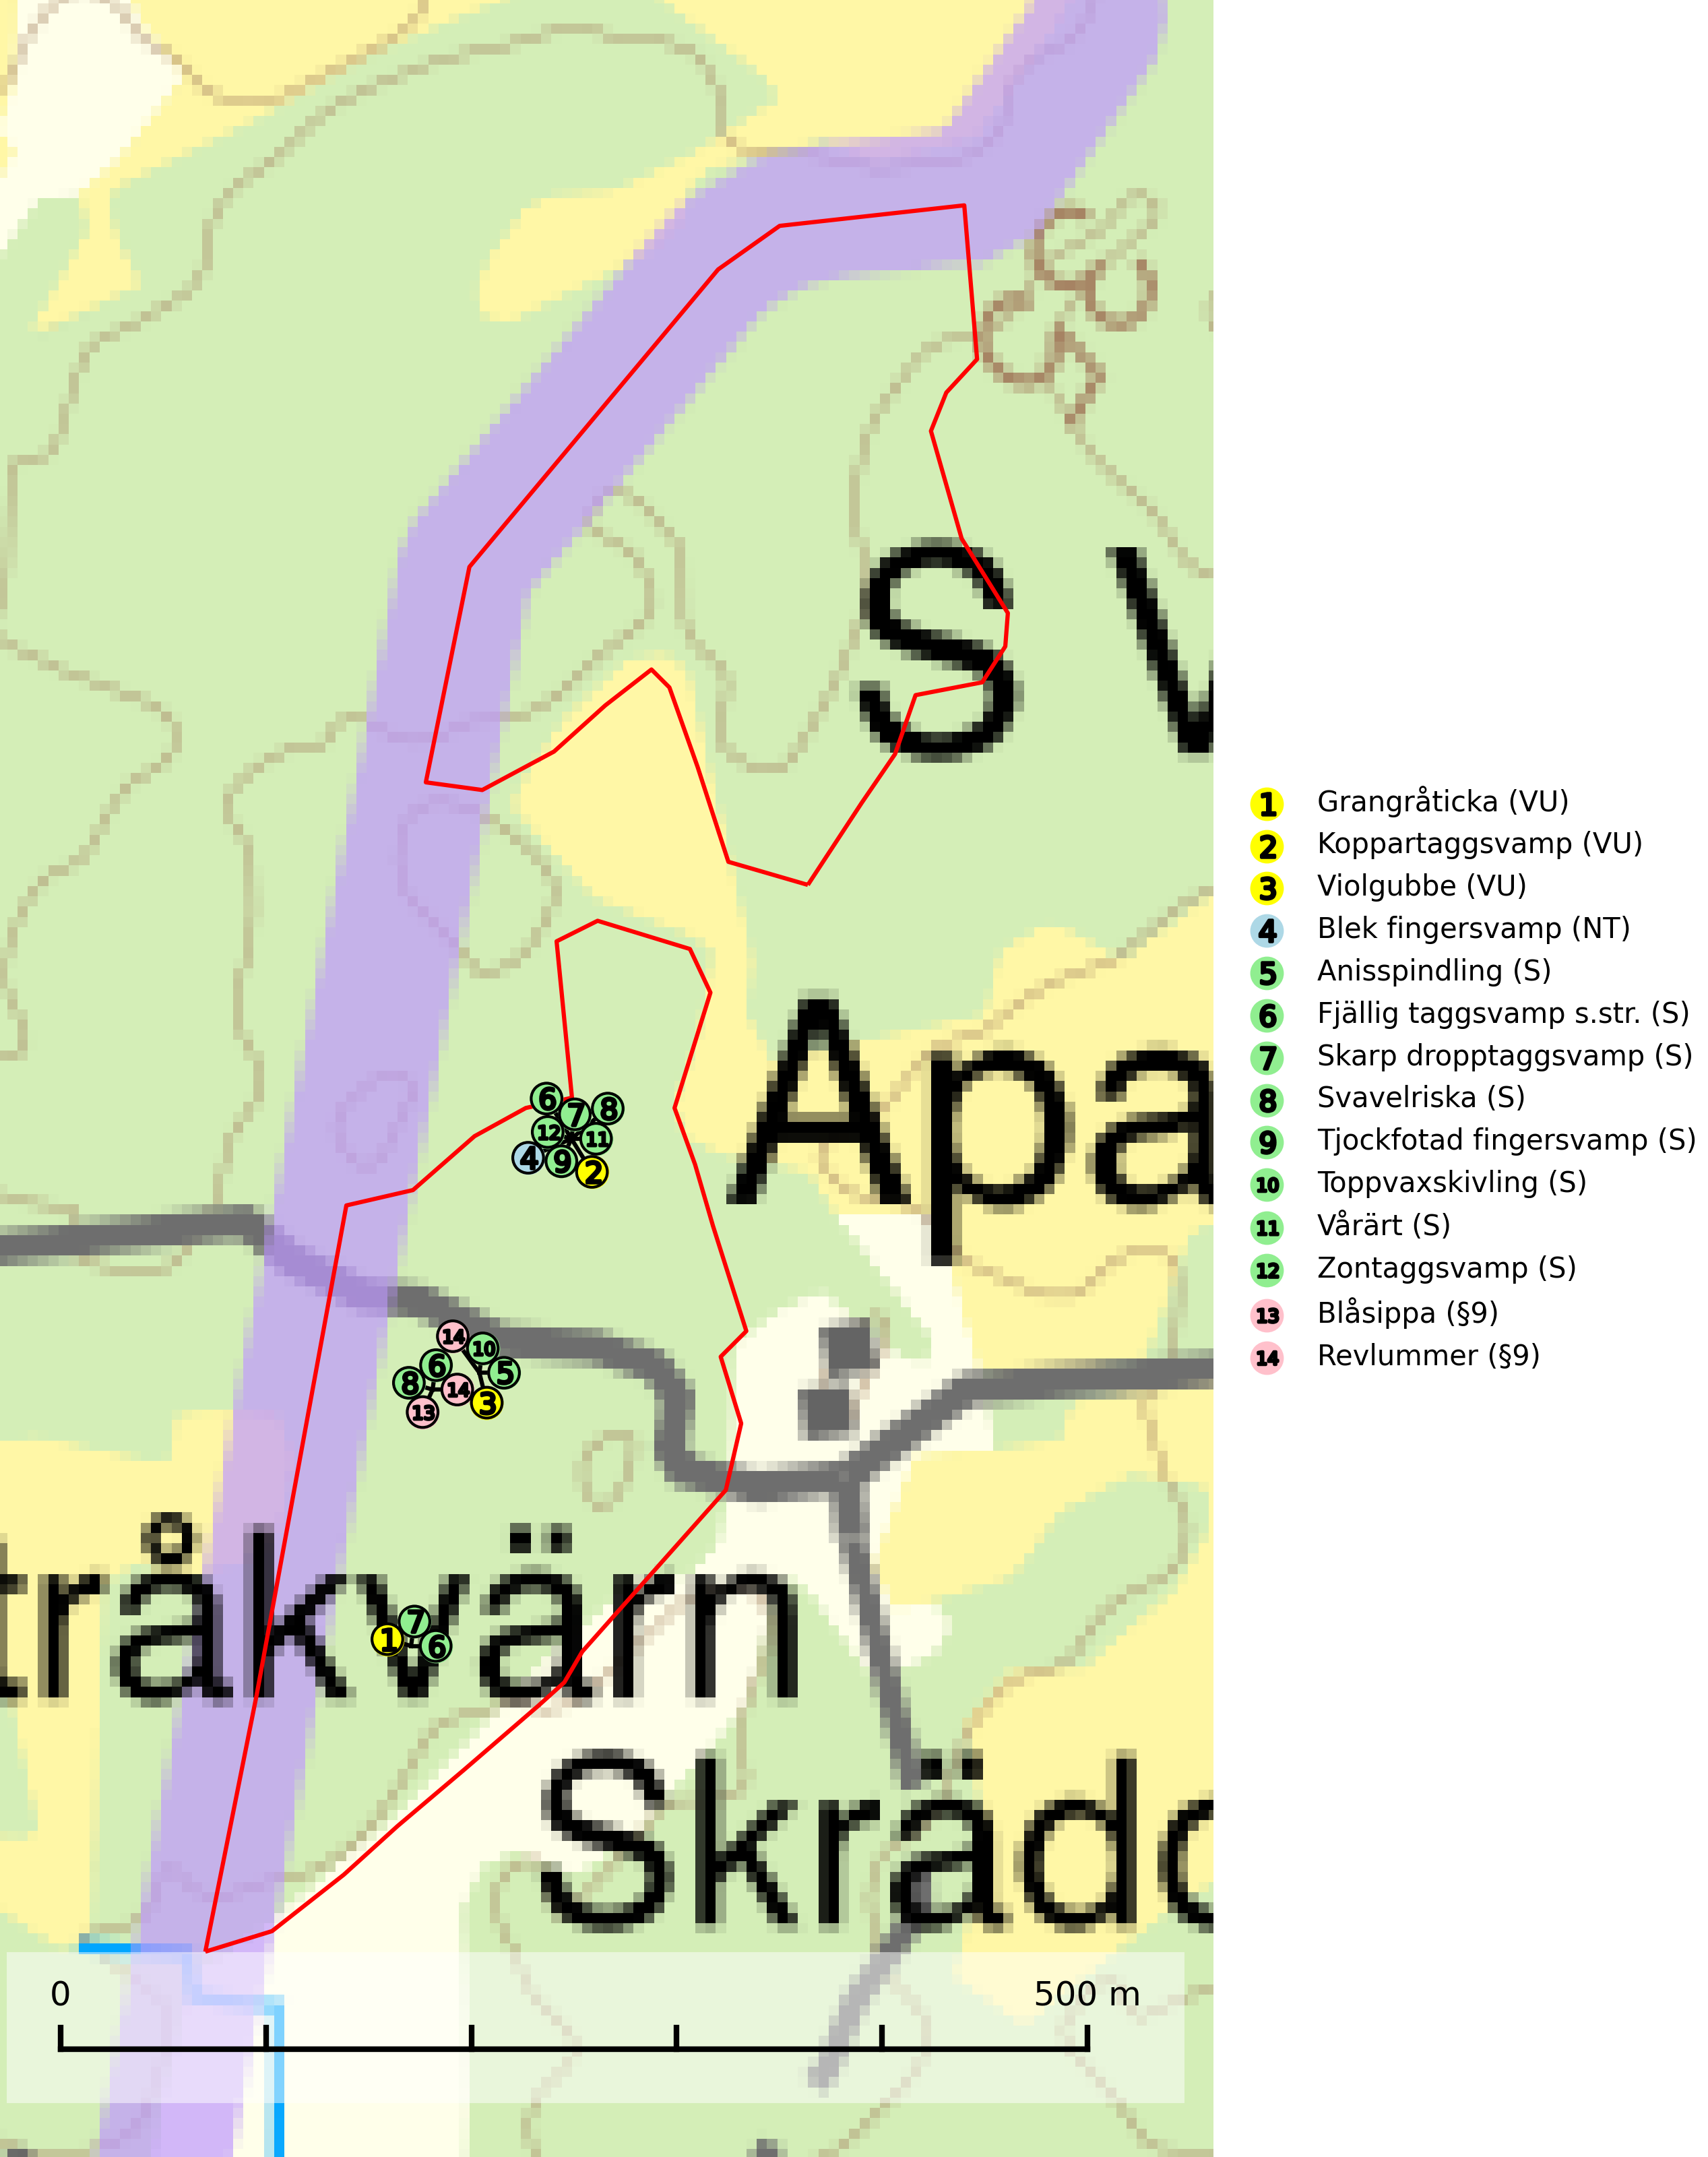 S V
Apa
tråkvärn
Skrädd
6
7
8
12
11
4
9
2
14
10
6
5
8
14
3
13
7
1
6
0 500 m
1 Grangråticka (VU)
2 Koppartaggsvamp (VU)
3 Violgubbe (VU)
4 Blek fingersvamp (NT)
5 Anisspindling (S)
6 Fjällig taggsvamp s.str. (S)
7 Skarp dropptaggsvamp (S)
8 Svavelriska (S)
9 Tjockfotad fingersvamp (S)
10 Toppvaxskivling (S)
11 Vårärt (S)
12 Zontaggsvamp (S)
13 Blåsippa (§9)
14 Revlummer (§9)